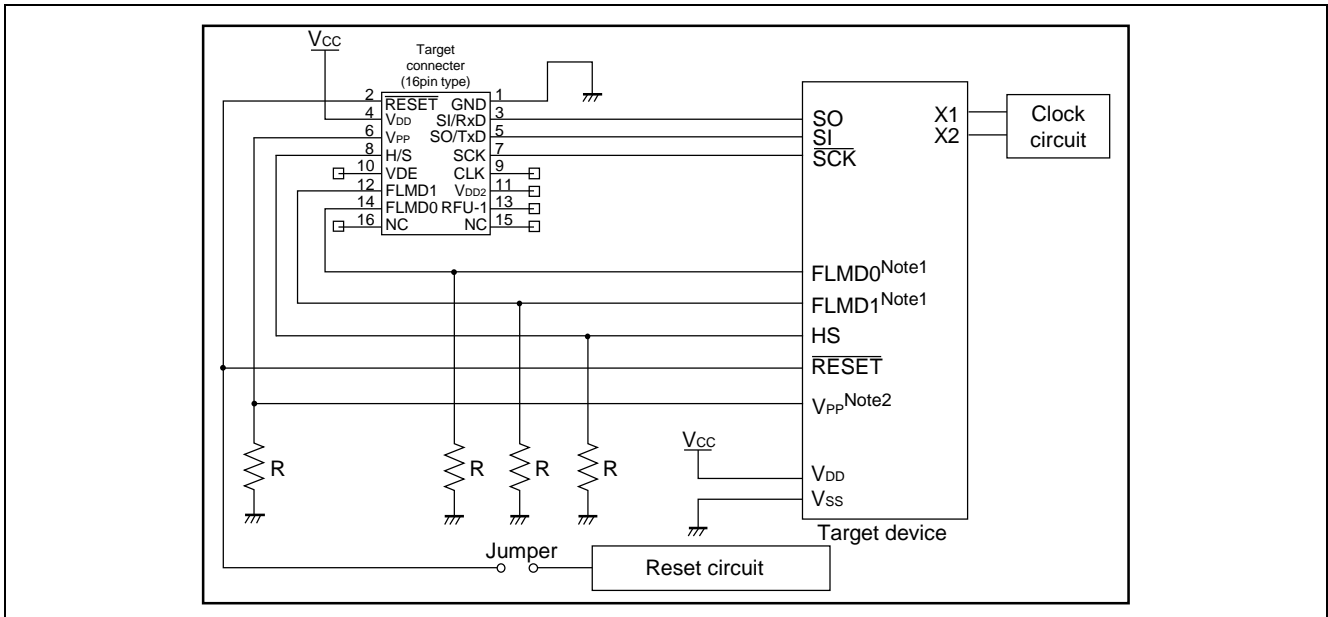 VCC
Target
connecter
(16pin type)
2 RESET GND 1
4 VDD SI/RxD 3
6 VPP SO/TxD 5
8 H/S SCK 7
10 VDE CLK 9
12 FLMD1 VDD2 11
14 FLMD0 RFU-1 13
16 NC NC 15
SO
SI
SCK
X1
X2
Clock
circuit
FLMD0Note1
FLMD1Note1
HS
RESET
VPPNote2
VCC
VDD
VSS
R
R
R
R
Target device
Jumper
Reset circuit